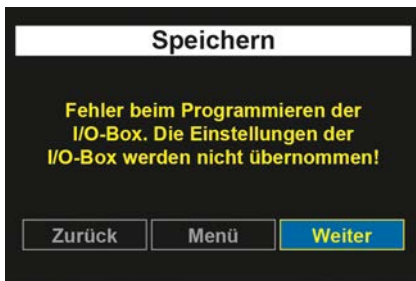 Speichern
Fehler beim Programmieren der
I/O-Box. Die Einstellungen der
I/O-Box werden nicht übernommen!
Zurück Menü Weiter